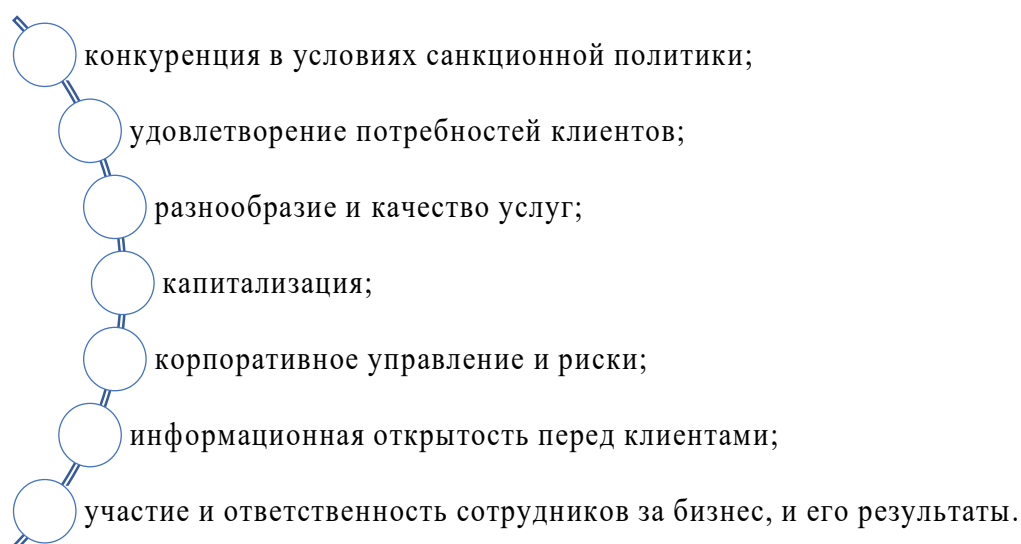 конкуренция в условиях санкционной политики;
удовлетворение потребностей клиентов;
разнообразие и качество услуг;
капитализация;
корпоративное управление и риски;
информационная открытость перед клиентами;
участие и ответственность сотрудников за бизнес, и его результаты.